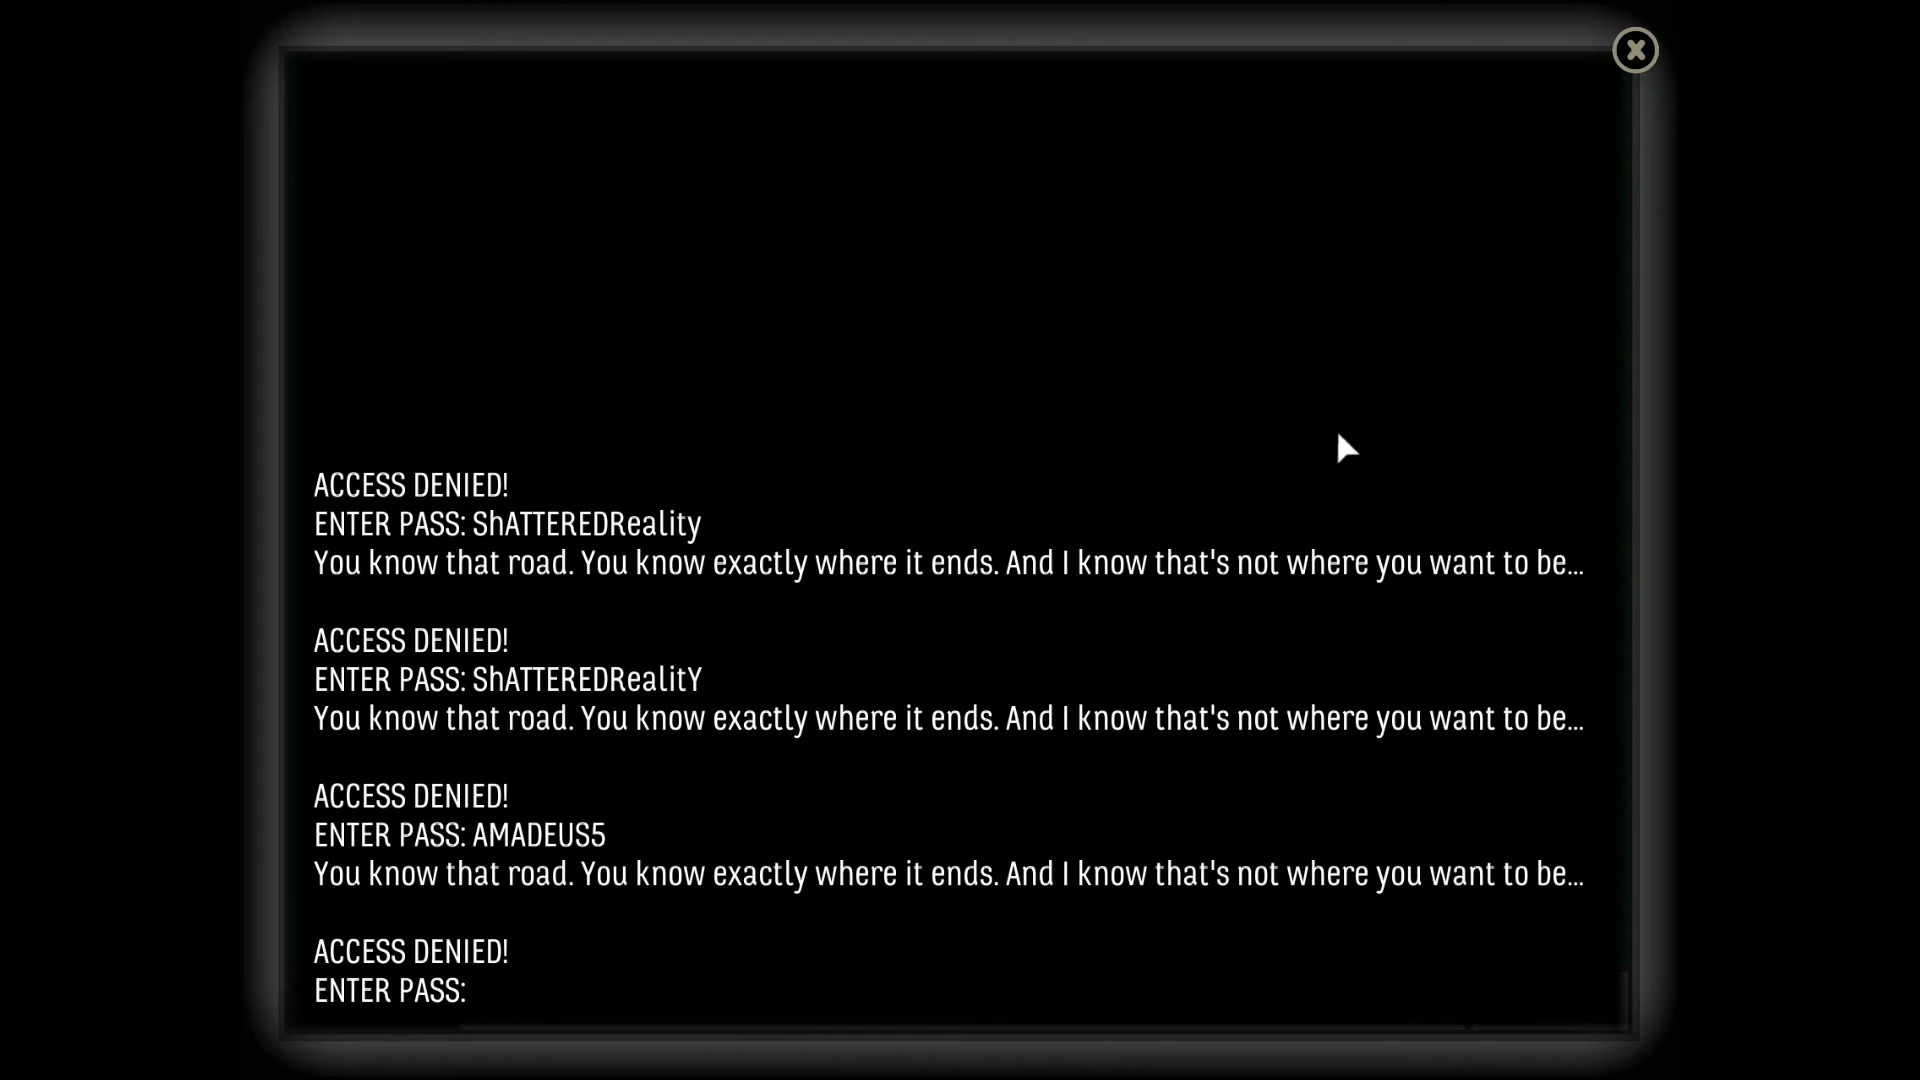 ACCESS DENIED!
ENTER PASS: ShATTEREDReality
You know that road. You know exactly where it ends. And I know that's not where you want to be...
ACCESS DENIED!
ENTER PASS: ShATTEREDRealitY
You know that road. You know exactly where it ends. And I know that's not where you want to be...
ACCESS DENIED!
ENTER PASS: AMADEUS5
You know that road. You know exactly where it ends. And I know that's not where you want to be...
ACCESS DENIED!
ENTER PASS: